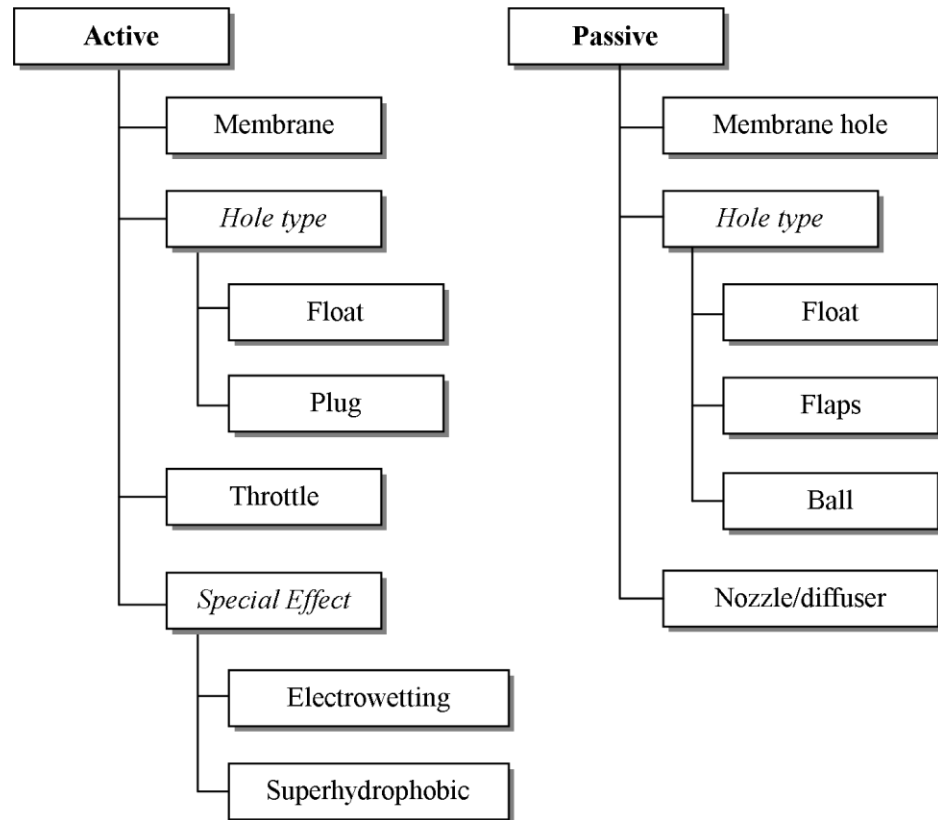 Active
Membrane
Hole type
Float
Plug
Throttle
Special Effect
Electrowetting
Superhydrophobic
Passive
Membrane hole
Hole type
Float
Flaps
Ball
Nozzle/diffuser